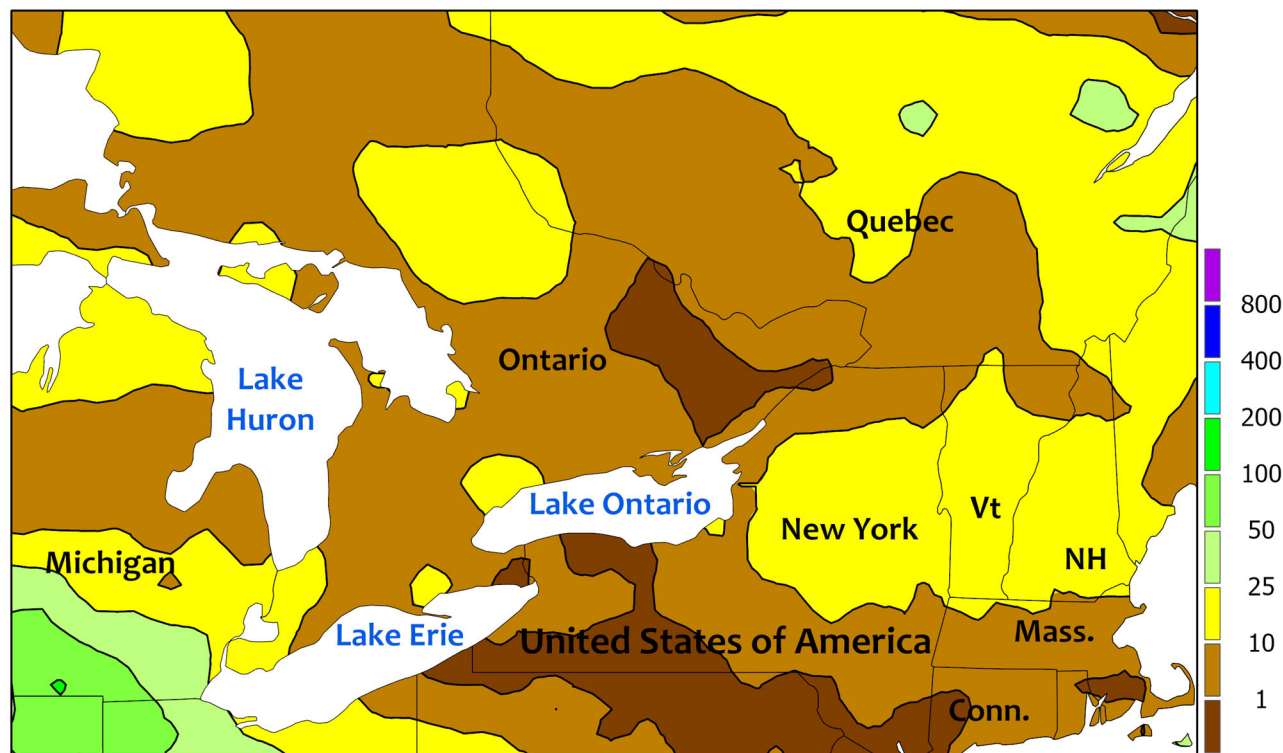 Quebec
Ontario
Lake
Huron
Lake Ontario
New York
Vt
NH
Michigan
Lake Erie
United States of America
Mass.
Conn.
800
400
200
100
50
25
10
1